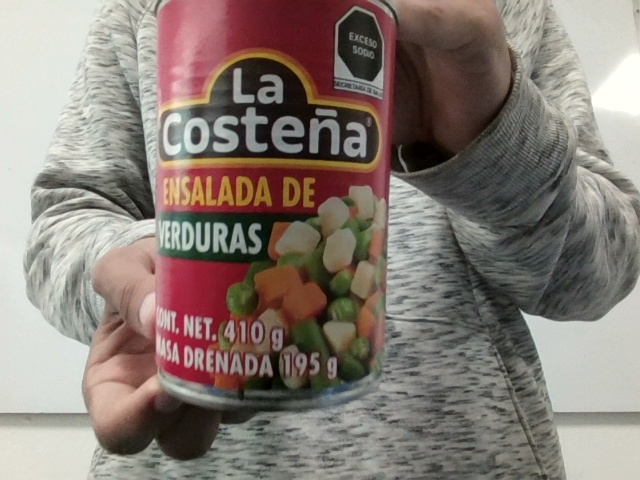 EXCESO
SODIO
SECRETARÍA DE SALUD
La
Costeña®
ENSALADA DE
VERDURAS
CONT. NET. 410 g
MASA DRENADA 195 g